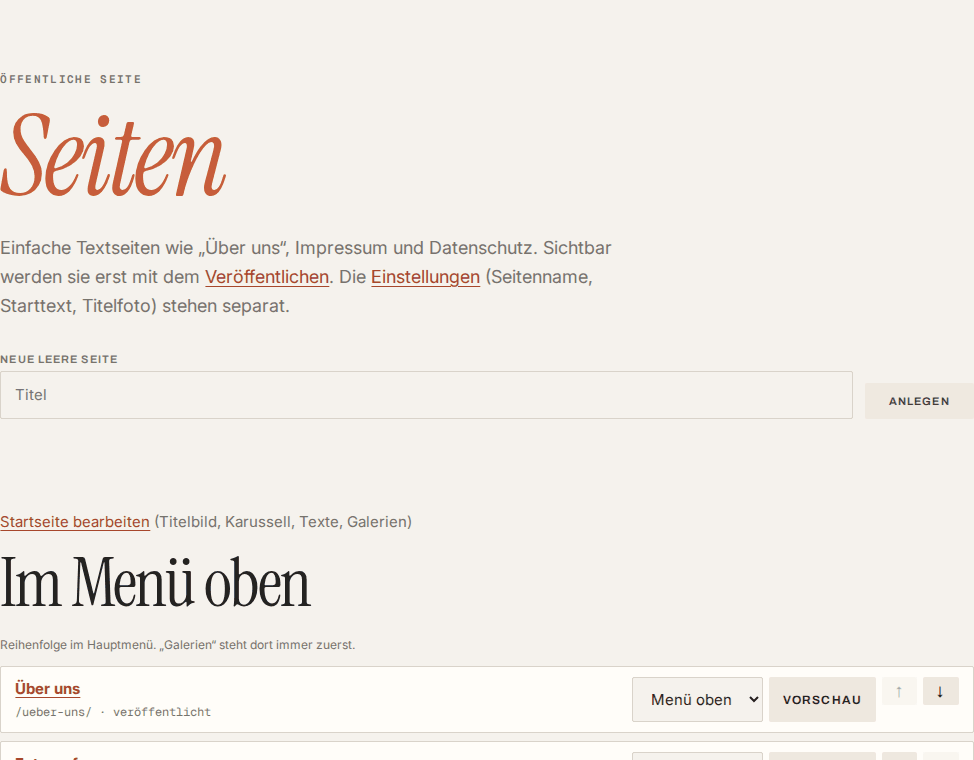 ÖFFENTLICHE SEITE
Seiten
Einfache Textseiten wie „Über uns“, Impressum und Datenschutz. Sichtbar
werden sie erst mit dem Veröffentlichen. Die Einstellungen (Seitenname,
Starttext, Titelfoto) stehen separat.
NEUE LEERE SEITE
Titel
ANLEGEN
Startseite bearbeiten (Titelbild, Karussell, Texte, Galerien)
Im Menü oben
Reihenfolge im Hauptmenü. „Galerien“ steht dort immer zuerst.
Über uns
/ueber-uns/ · veröffentlicht
Menü oben
VORSCHAU
↑
↓